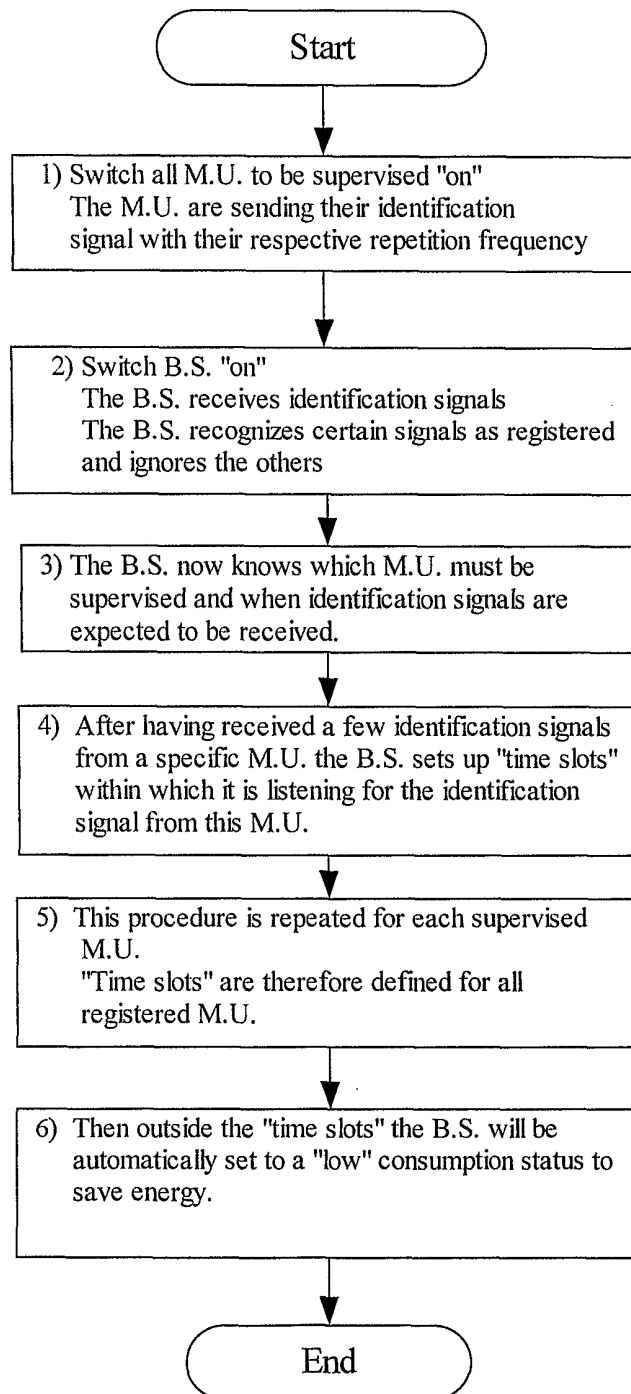 Start
1) Switch all M.U. to be supervised "on"
The M.U. are sending their identification
signal with their respective repetition frequency
2) Switch B.S. "on"
The B.S. receives identification signals
The B.S. recognizes certain signals as registered
and ignores the others
3) The B.S. now knows which M.U. must be
supervised and when identification signals are
expected to be received.
4) After having received a few identification signals
from a specific M.U. the B.S. sets up "time slots"
within which it is listening for the identification
signal from this M.U.
5) This procedure is repeated for each supervised
M.U.
"Time slots" are therefore defined for all
registered M.U.
6) Then outside the "time slots" the B.S. will be
automatically set to a "low" consumption status to
save energy.
End